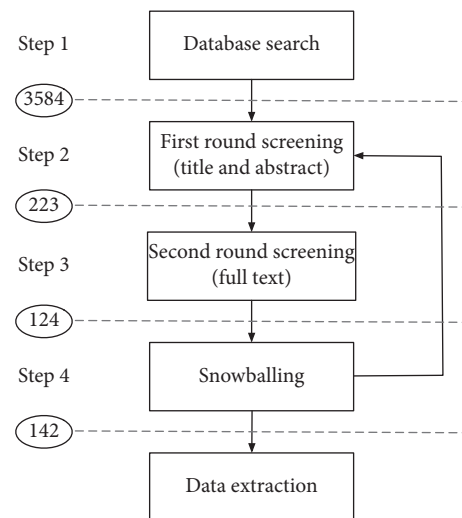 Step 1
Database search
3584
Step 2
First round screening
(title and abstract)
223
Step 3
Second round screening
(full text)
124
Step 4
Snowballing
142
Data extraction